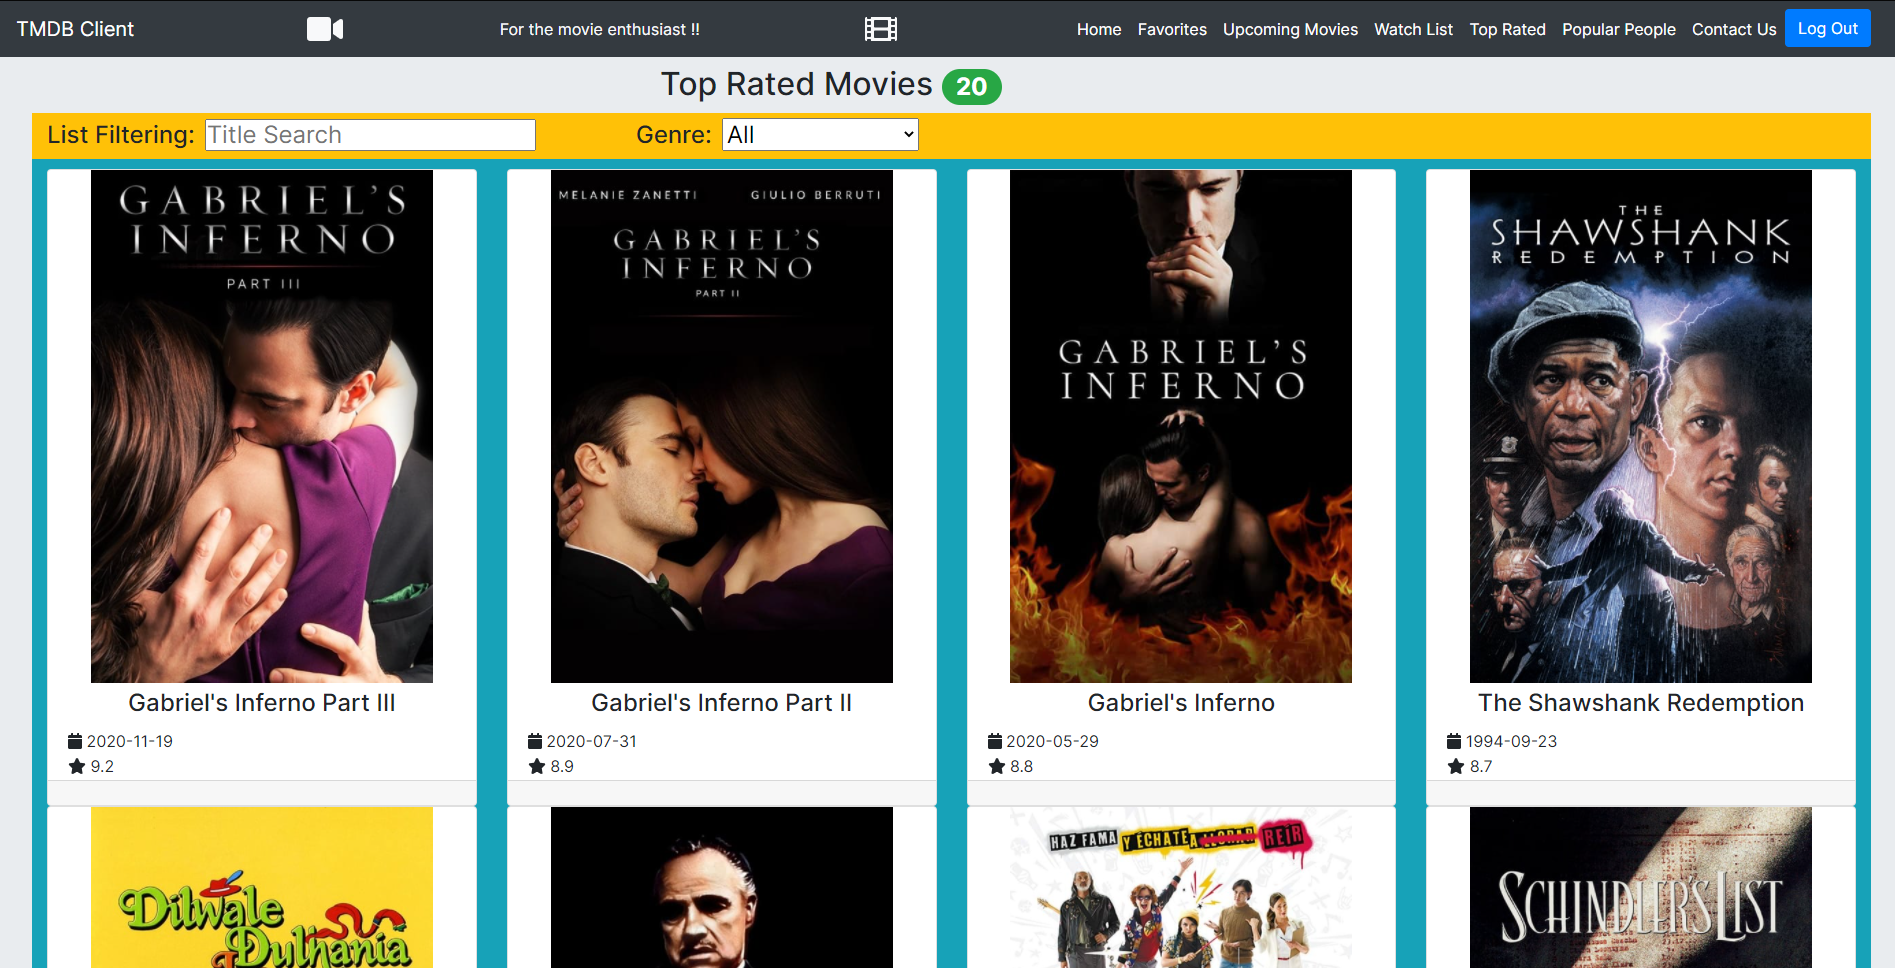 TMDB Client
For the movie enthusiast !!
Home Favorites Upcoming Movies Watch List Top Rated Popular People Contact Us Log Out
Top Rated Movies 20
List Filtering: Title Search Genre: All
GABRIEL'S
INFERNO
PART III
MELANIE ZANETTI GIULIO BERRUTI
GABRIEL'S
INFERNO
PART II
GABRIEL'S
INFERNO
THE
SHAWSHANK
REDEMPTION
Gabriel's Inferno Part III
2020-11-19
9.2
Gabriel's Inferno Part II
2020-07-31
8.9
Gabriel's Inferno
2020-05-29
8.8
The Shawshank Redemption
1994-09-23
8.7
Dilwale
Dulhania
HAZ FAMA Y ÉCHATE A LLORAR REÍR
SCHINDLER'S LIST